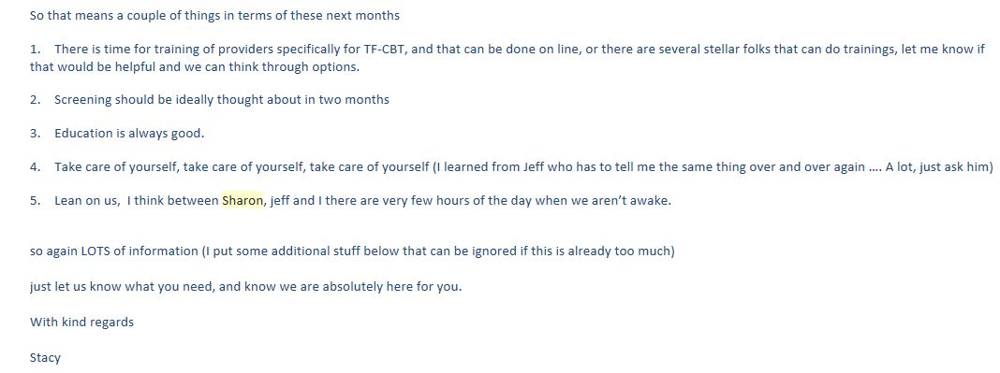 So that means a couple of things in terms of these next months
1. There is time for training of providers specifically for TF-CBT, and that can be done on line, or there are several stellar folks that can do trainings, let me know if
that would be helpful and we can think through options.
2. Screening should be ideally thought about in two months
3. Education is always good.
4. Take care of yourself, take care of yourself, take care of yourself (I learned from Jeff who has to tell me the same thing over and over again .... A lot, just ask him)
5. Lean on us, I think between Sharon, jeff and I there are very few hours of the day when we aren't awake.
so again LOTS of information (I put some additional stuff below that can be ignored if this is already too much)
just let us know what you need, and know we are absolutely here for you.
With kind regards
Stacy